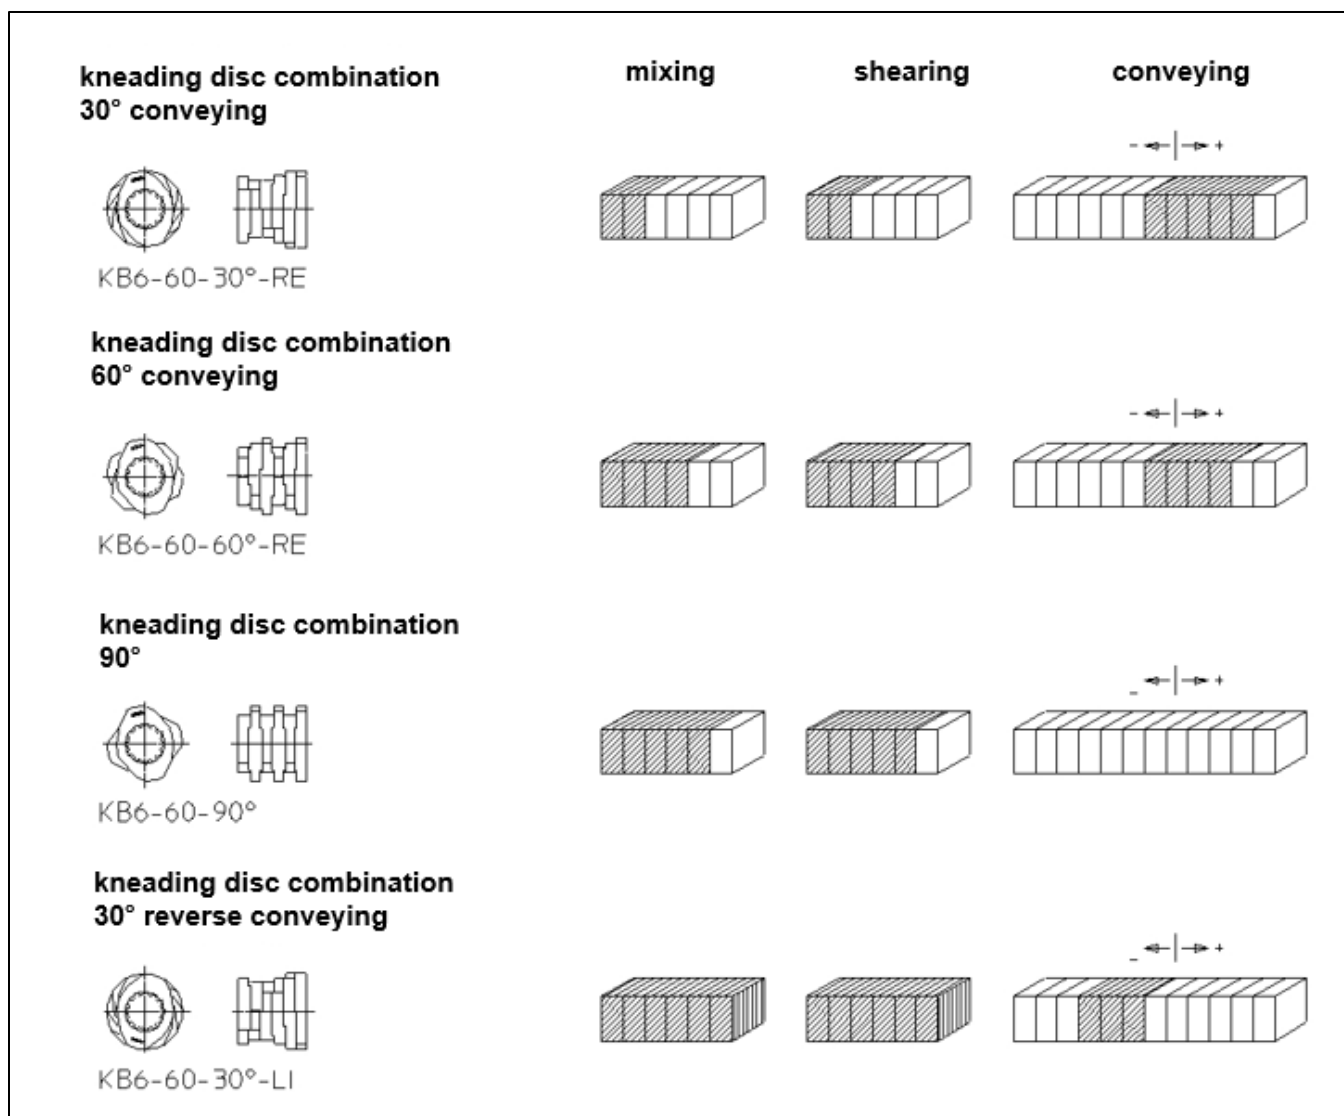 kneading disc combination
30° conveying
mixing
shearing
conveying
- +
KB6-60-30°-RE
kneading disc combination
60° conveying
- +
KB6-60-60°-RE
kneading disc combination
90°
- +
KB6-60-90°
kneading disc combination
30° reverse conveying
- +
KB6-60-30°-LI